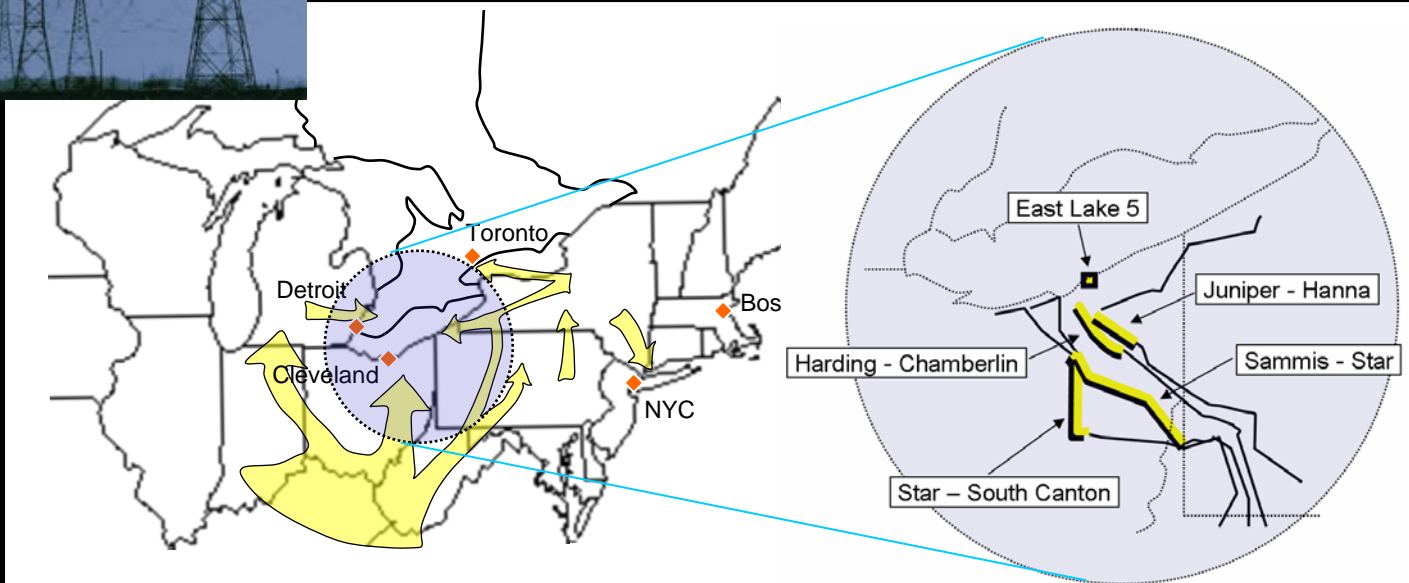 Toronto
Detroit
Bos
Cleveland
NYC
East Lake 5
Juniper - Hanna
Harding - Chamberlin
Sammis - Star
Star – South Canton